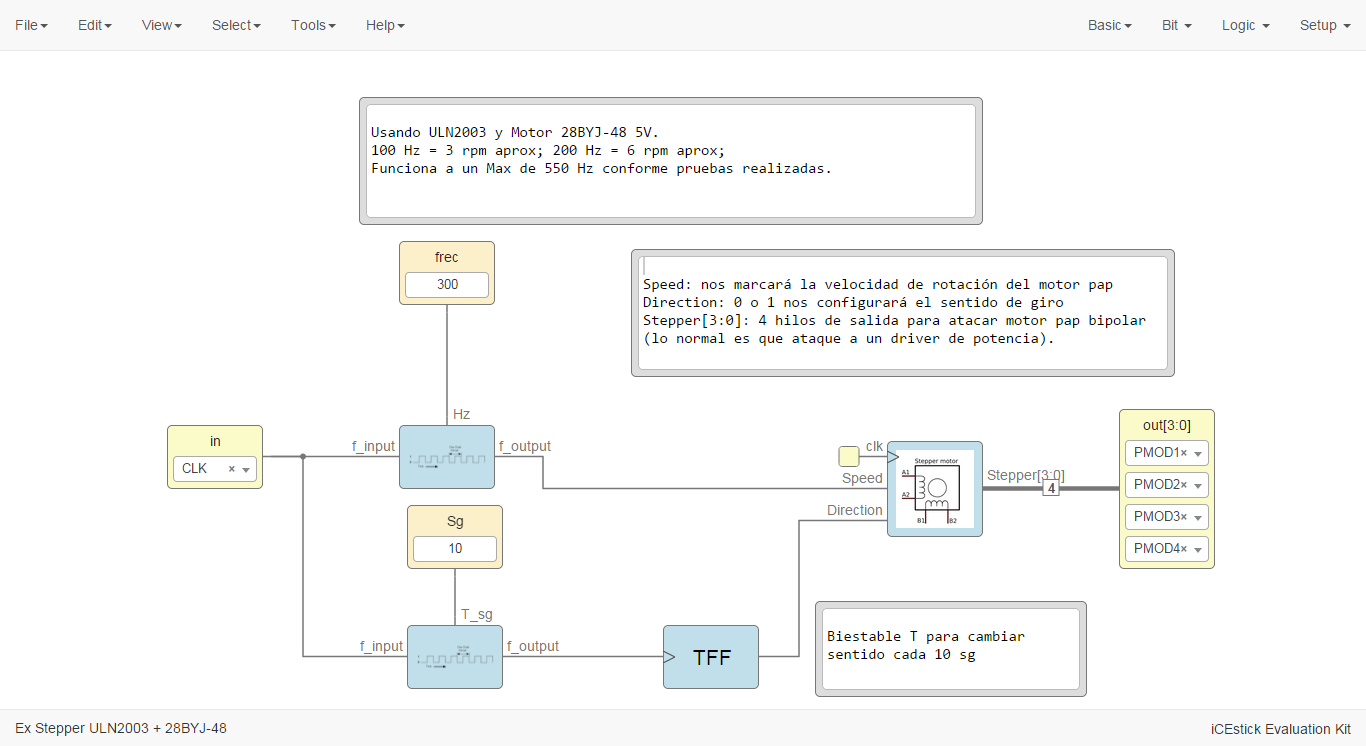 File Edit View Select Tools Help Basic Bit Logic Setup
Usando ULN2003 y Motor 28BYJ-48 5V.
100 Hz = 3 rpm aprox; 200 Hz = 6 rpm aprox;
Funciona a un Max de 550 Hz conforme pruebas realizadas.
frec
300
Speed: nos marcará la velocidad de rotación del motor pap
Direction: 0 o 1 nos configurará el sentido de giro
Stepper[3:0]: 4 hilos de salida para atacar motor pap bipolar
(lo normal es que ataque a un driver de potencia).
Hz
in
CLK ×
f_input
f_output
clk
Speed
Direction
Stepper motor
A1
A2
B1
B2
Stepper[3:0]
4
out[3:0]
PMOD1×
PMOD2×
PMOD3×
PMOD4×
Sg
10
T_sg
f_input
f_output
TFF
Biestable T para cambiar
sentido cada 10 sg
Ex Stepper ULN2003 + 28BYJ-48
iCEstick Evaluation Kit